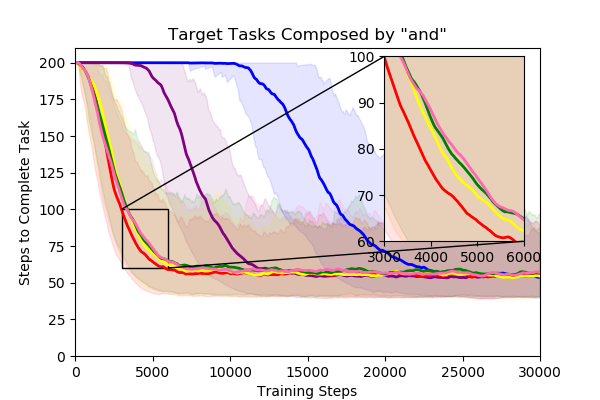 Target Tasks Composed by "and"
Steps to Complete Task
200
175
150
125
100
75
50
25
0
100
90
80
70
60
3000 4000 5000 6000
0 5000 10000 15000 20000 25000 30000
Training Steps